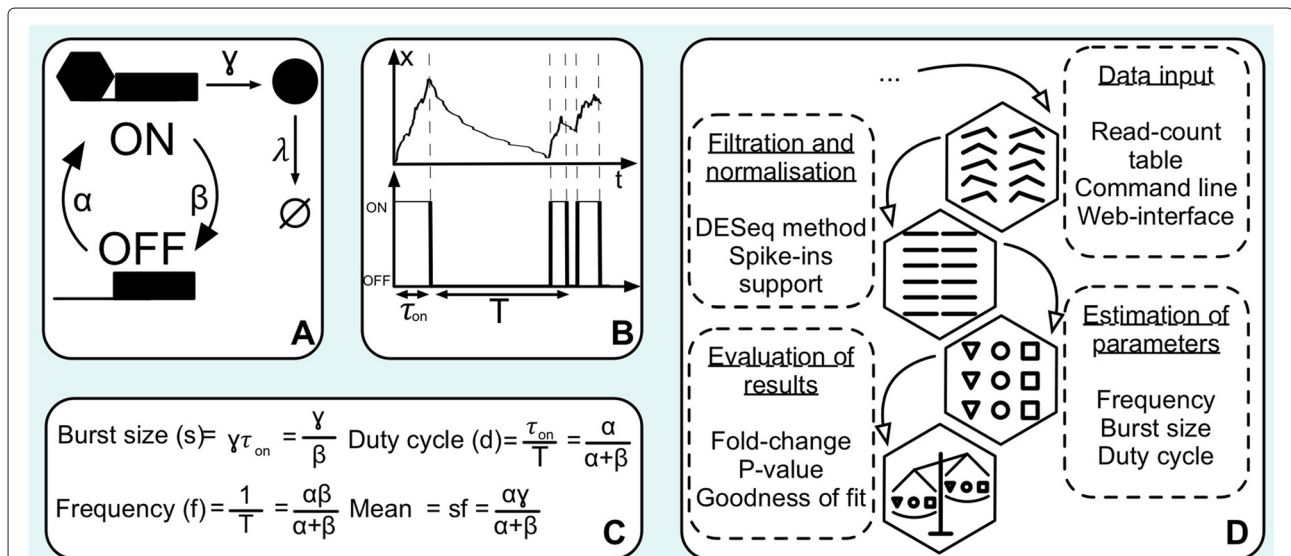 ON
OFF
α
β
ɣ
λ
∅
A
x
t
ON
OFF
τon
T
B
Burst size (s)= ɣτon = ɣ/β Duty cycle (d)= τon/T = α/(α+β)
Frequency (f) = 1/T = αβ/(α+β) Mean = sf = αɣ/(α+β)
C
...
Data input
Read-count
table
Command line
Web-interface
Filtration and
normalisation
DESeq method
Spike-ins
support
Estimation of
parameters
Frequency
Burst size
Duty cycle
Evaluation of
results
Fold-change
P-value
Goodness of fit
D